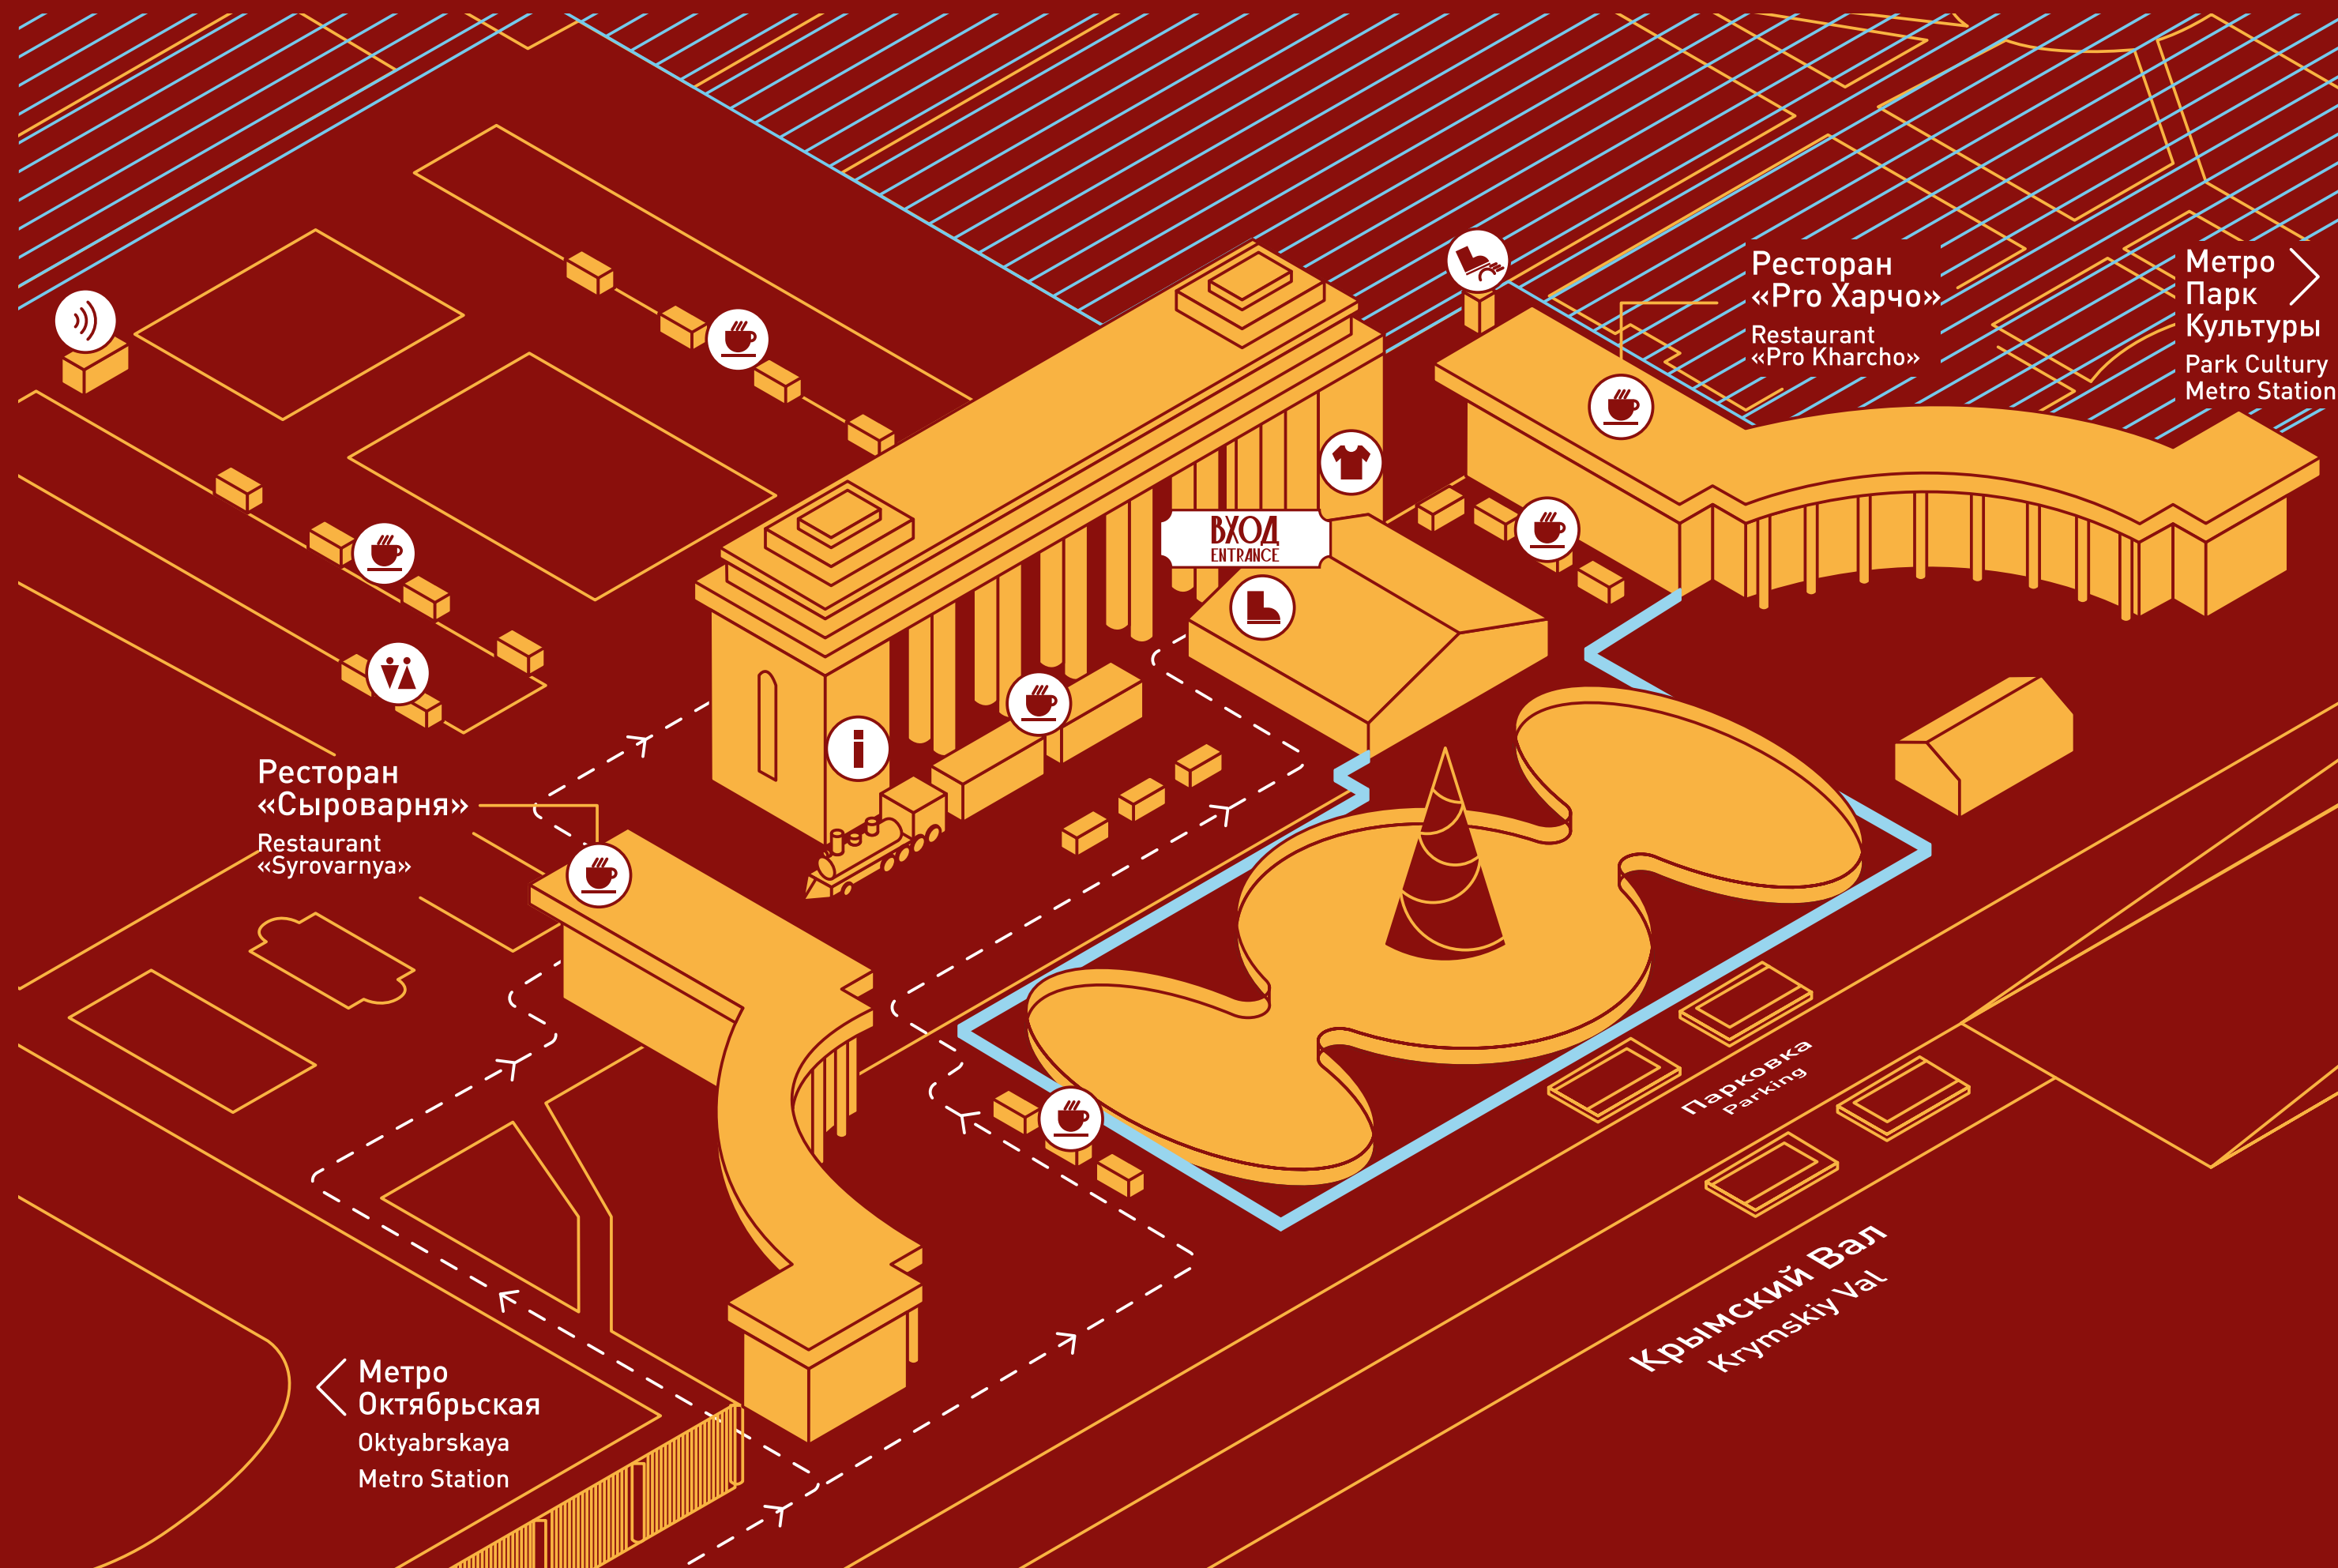 Ресторан
«Pro Харчо»
Restaurant
«Pro Kharcho»
Метро
Парк
Культуры
Park Cultury
Metro Station
ВХОД
ENTRANCE
i
Ресторан
«Сыроварня»
Restaurant
«Syrovarnya»
Парковка
Parking
Крымский Вал
Krymskiy Val
Метро
Октябрьская
Oktyabrskaya
Metro Station